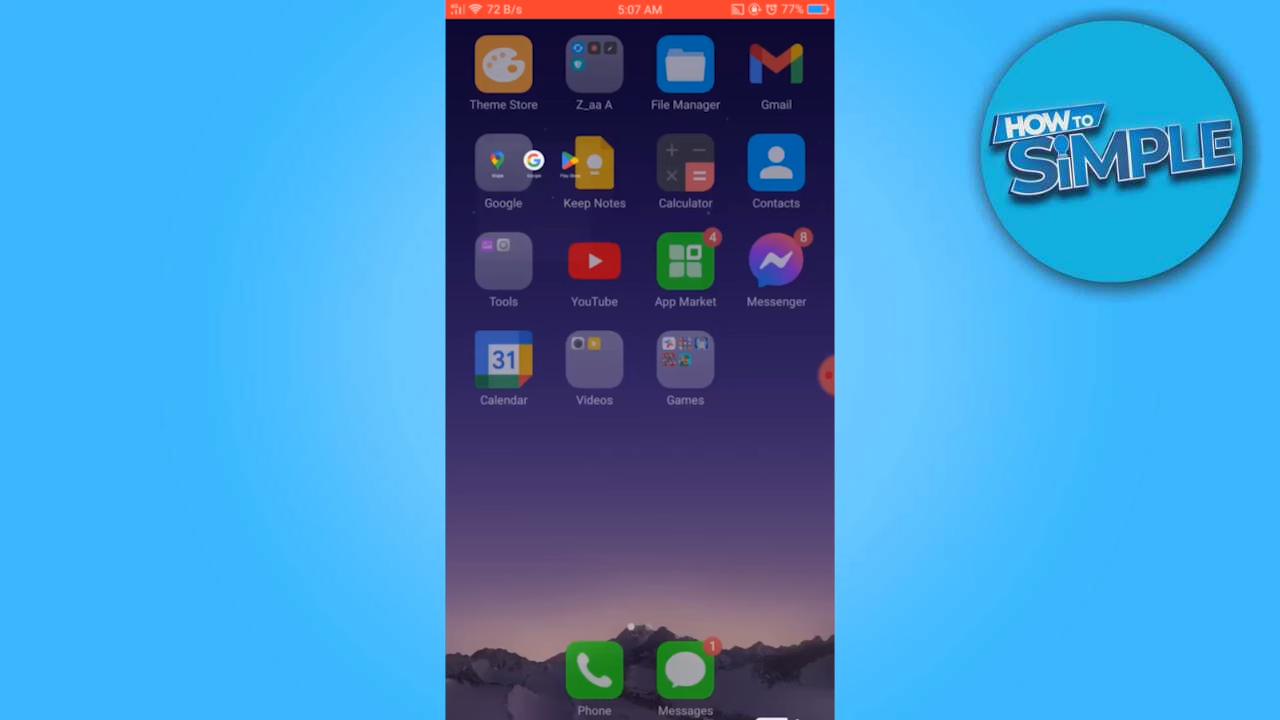 72 B/s 5:07 AM 77%
Theme Store Z_aa A File Manager Gmail
Google Keep Notes Calculator Contacts
4 8
Tools YouTube App Market Messenger
31
Calendar Videos Games
1
Phone Messages
HOW TO
SiMPLE